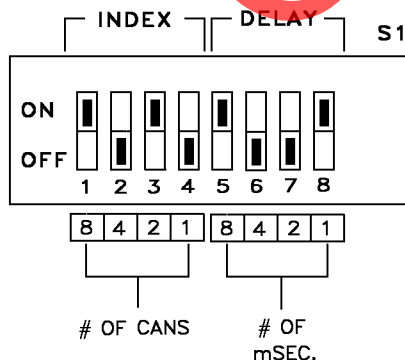 INDEX DELAY S1
ON
OFF
1 2 3 4 5 6 7 8
8 4 2 1 8 4 2 1
# OF CANS # OF
mSEC.